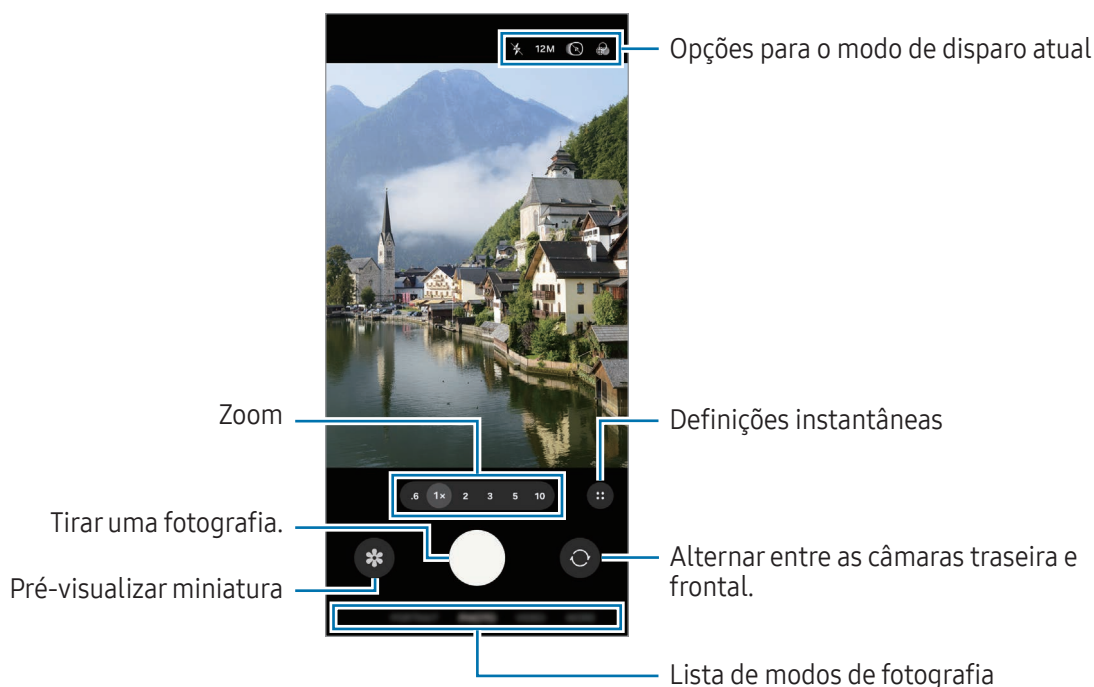 12M
Opções para o modo de disparo atual
Zoom
Definições instantâneas
.6 1× 2 3 5 10
Tirar uma fotografia.
Alternar entre as câmaras traseira e
frontal.
Pré-visualizar miniatura
Lista de modos de fotografia